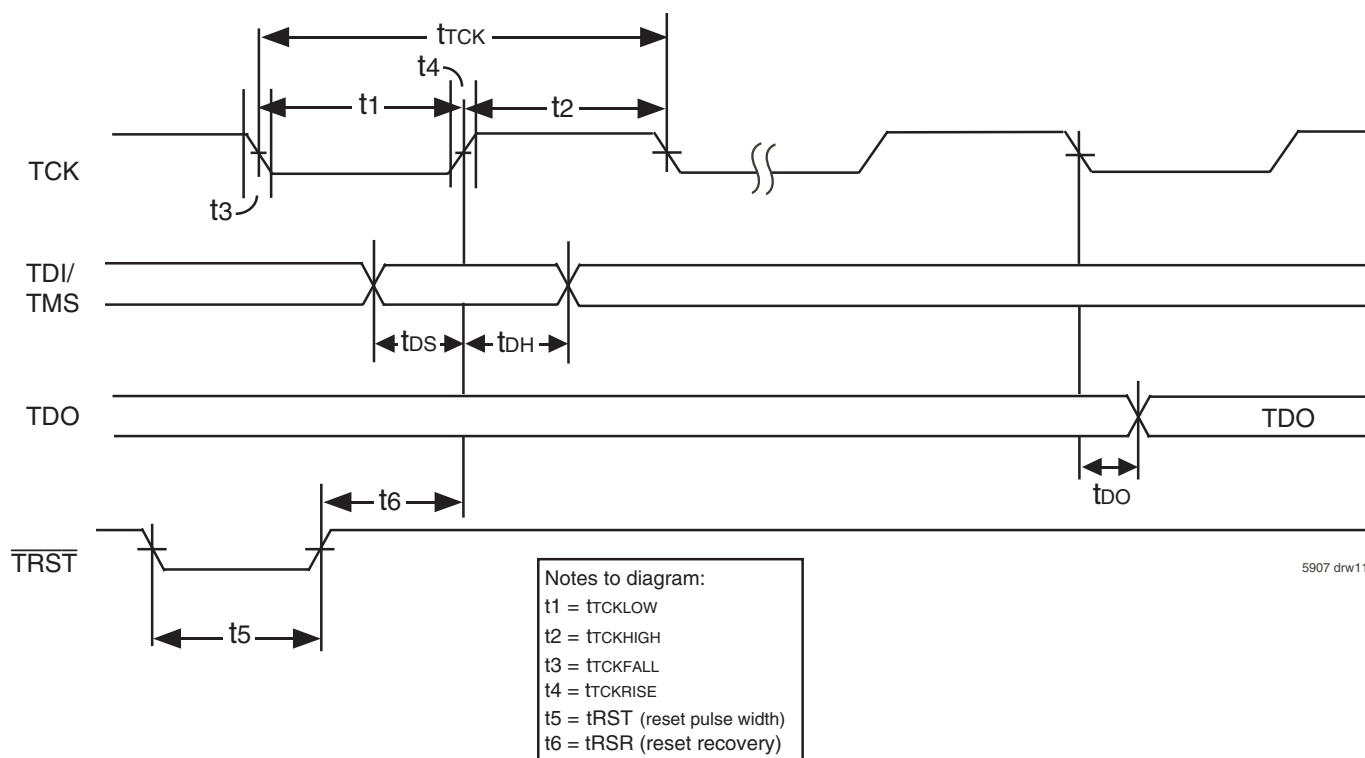 tTCK
t4
t1
t2
TCK
t3
TDI/
TMS
tDS
tDH
TDO
TDO
tDO
t6
TRST
5907 drw11
t5
Notes to diagram:
t1 = tTCKLOW
t2 = tTCKHIGH
t3 = tTCKFALL
t4 = tTCKRISE
t5 = tRST (reset pulse width)
t6 = tRSR (reset recovery)